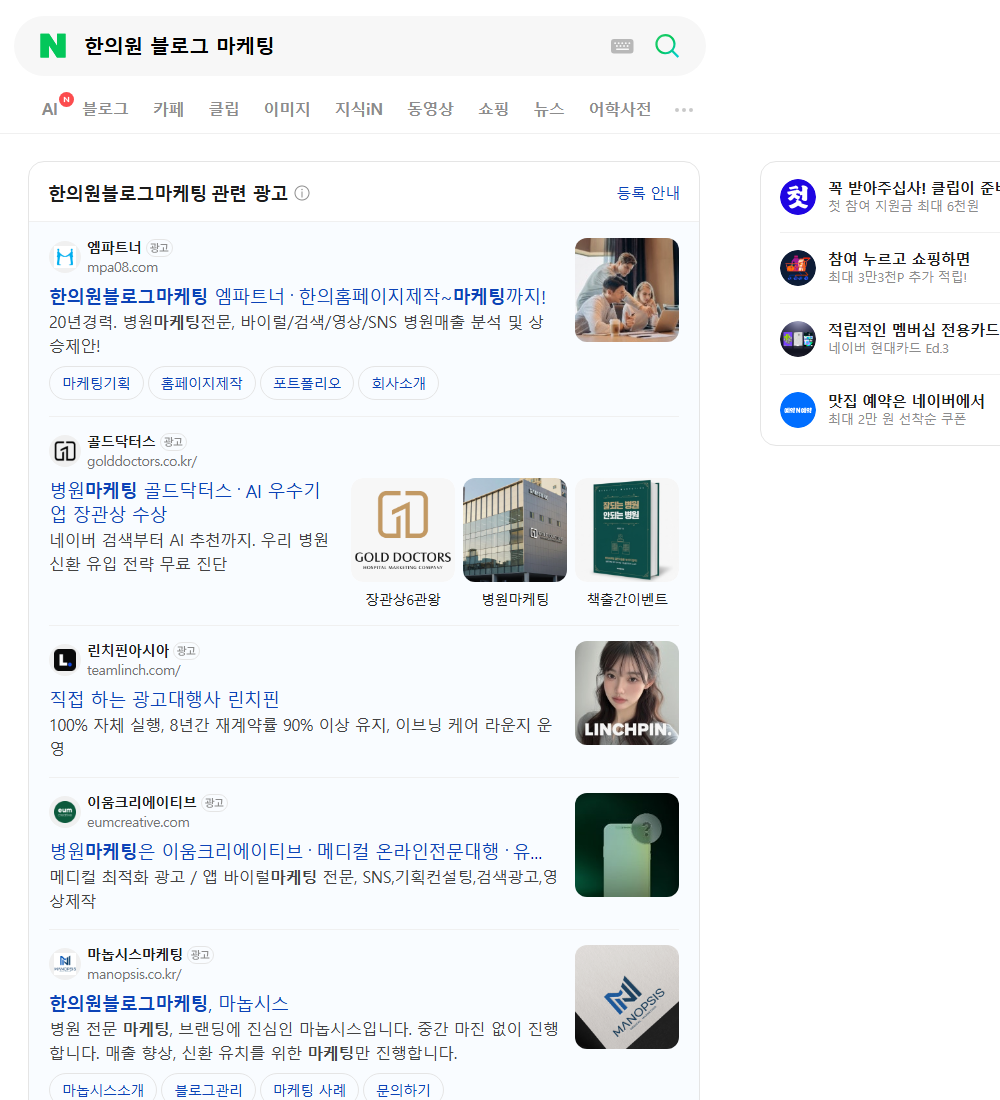 한의원 블로그 마케팅
AI N 블로그 카페 클립 이미지 지식iN 동영상 쇼핑 뉴스 어학사전
한의원블로그마케팅 관련 광고 등록 안내
엠파트너 광고
mpa08.com
한의원블로그마케팅 엠파트너 · 한의홈페이지제작~마케팅까지!
20년경력. 병원마케팅전문, 바이럴/검색/영상/SNS 병원매출 분석 및 상
승제안!
마케팅기획 홈페이지제작 포트폴리오 회사소개
골드닥터스 광고
golddoctors.co.kr/
병원마케팅 골드닥터스 · AI 우수기
업 장관상 수상
네이버 검색부터 AI 추천까지. 우리 병원
신환 유입 전략 무료 진단
GOLD DOCTORS
HOSPITAL MARKETING COMPANY
잘되는 병원
안되는 병원
장관상6관왕 병원마케팅 책출간이벤트
린치핀아시아 광고
teamlinch.com/
직접 하는 광고대행사 린치핀
100% 자체 실행, 8년간 재계약률 90% 이상 유지, 이브닝 케어 라운지 운
영
LINCHPIN.
이움크리에이티브 광고
eum
eumcreative.com
병원마케팅은 이움크리에이티브 · 메디컬 온라인전문대행 · 유...
메디컬 최적화 광고 / 앱 바이럴마케팅 전문, SNS,기획컨설팅,검색광고,영
상제작
마놉시스마케팅 광고
MANOPSIS
manopsis.co.kr/
한의원블로그마케팅, 마놉시스
병원 전문 마케팅, 브랜딩에 진심인 마놉시스입니다. 중간 마진 없이 진행
합니다. 매출 향상, 신환 유치를 위한 마케팅만 진행합니다.
MANOPSIS
마놉시스소개 블로그관리 마케팅 사례 문의하기
첫
꼭 받아주십사! 클립이 준비
첫 참여 지원금 최대 6천원
참여 누르고 쇼핑하면
최대 3만3천P 추가 적립!
적립적인 멤버십 전용카드
네이버 현대카드 Ed.3
예약N예약
맛집 예약은 네이버에서
최대 2만 원 선착순 쿠폰